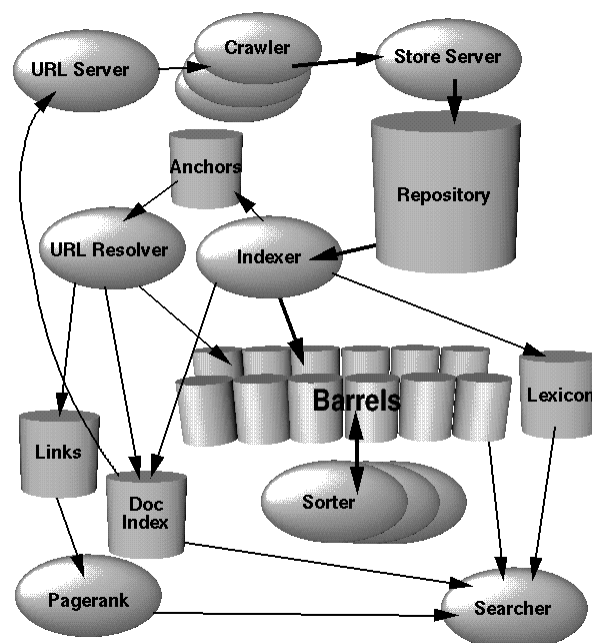 URL Server
Crawler
Store Server
Anchors
Repository
URL Resolver
Indexer
Barrels
Lexicon
Links
Doc
Index
Sorter
Pagerank
Searcher